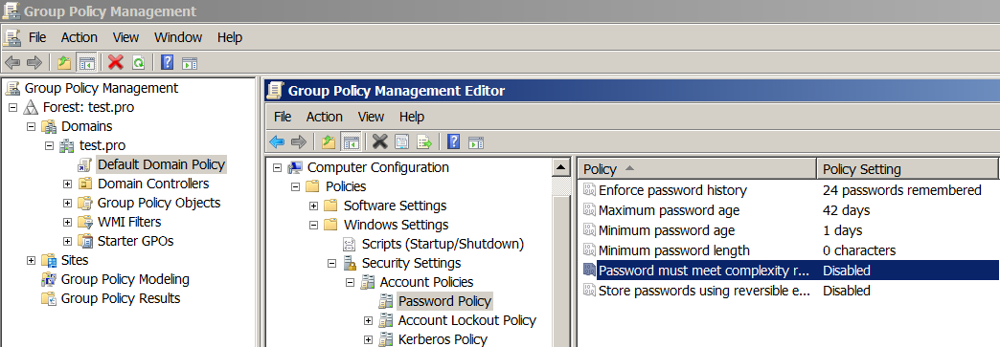 Group Policy Management
File Action View Window Help
Group Policy Management
Forest: test.pro
Domains
test.pro
Default Domain Policy
Domain Controllers
Group Policy Objects
WMI Filters
Starter GPOs
Sites
Group Policy Modeling
Group Policy Results
Group Policy Management Editor
File Action View Help
Computer Configuration
Policies
Software Settings
Windows Settings
Scripts (Startup/Shutdown)
Security Settings
Account Policies
Password Policy
Account Lockout Policy
Kerberos Policy
Policy Policy Setting
Enforce password history 24 passwords remembered
Maximum password age 42 days
Minimum password age 1 days
Minimum password length 0 characters
Password must meet complexity r... Disabled
Store passwords using reversible e... Disabled